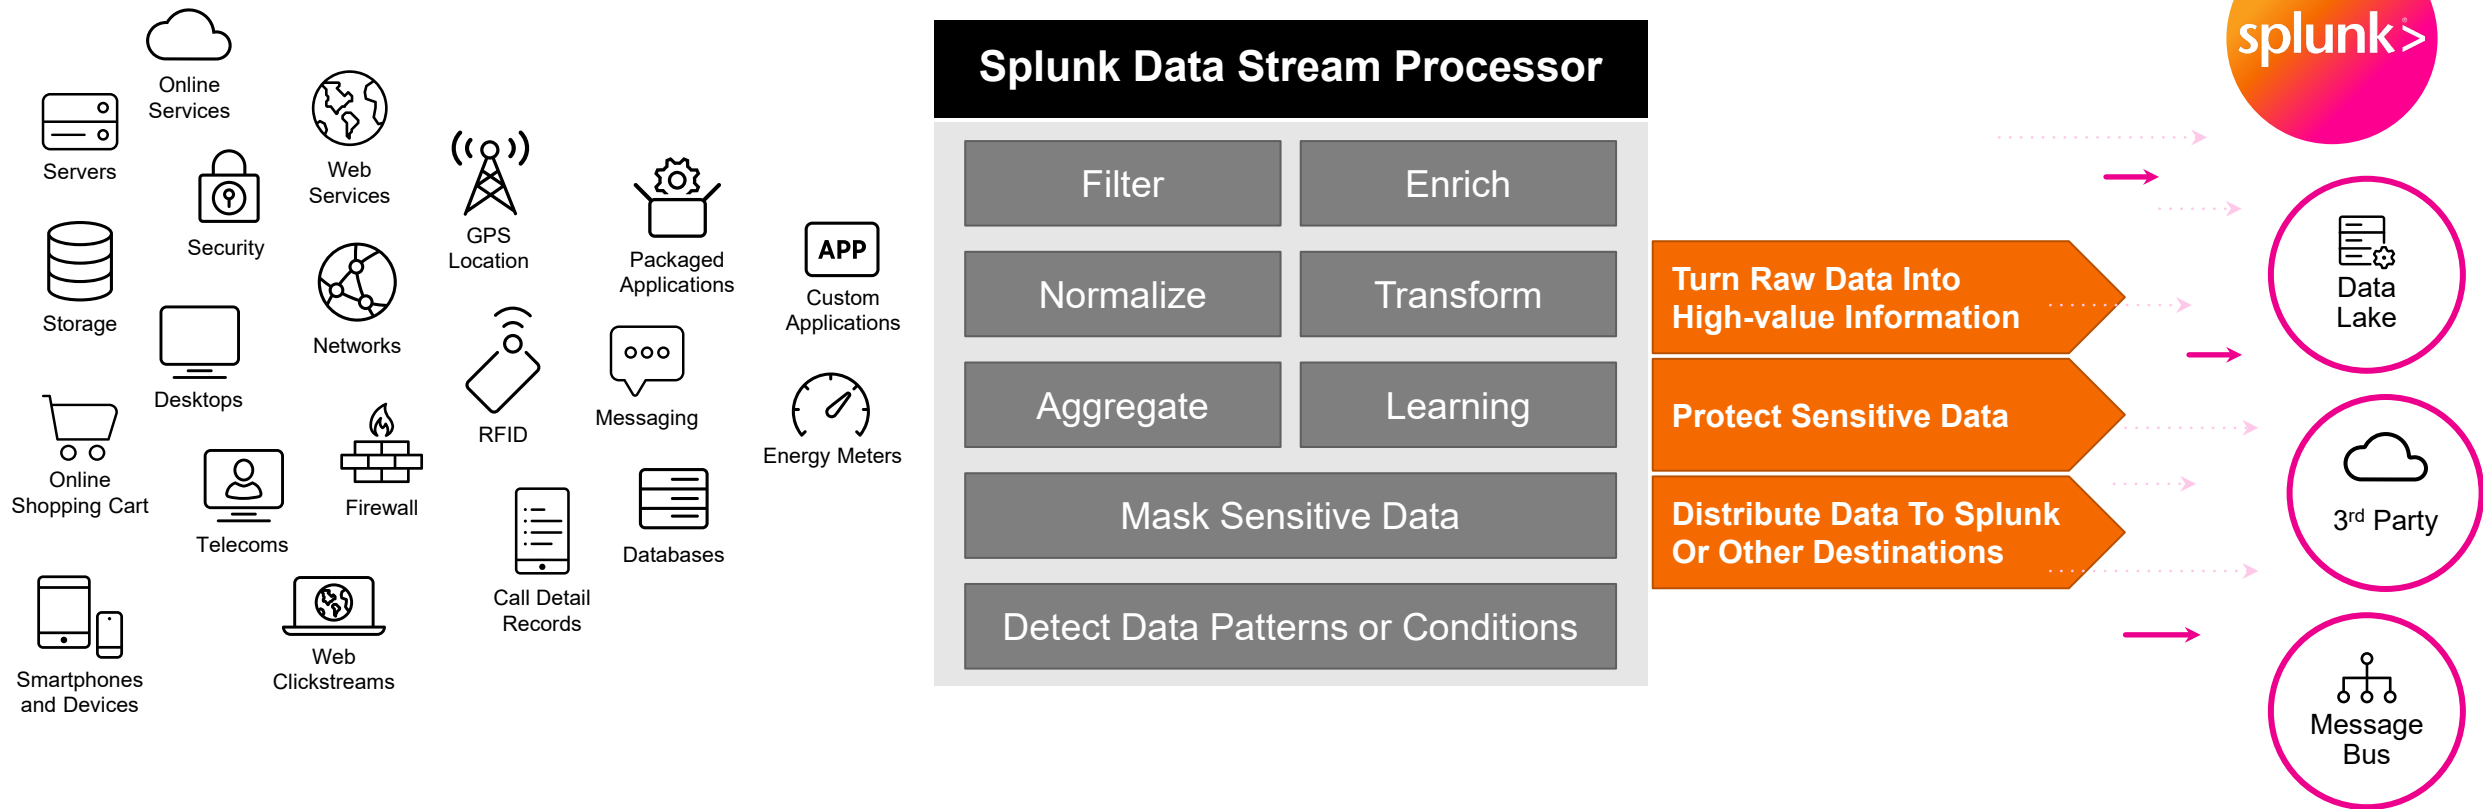 Online
Services
Servers
Web
Services
Security
GPS
Location
Packaged
Applications
APP
Custom
Applications
Storage
Networks
Desktops
RFID
Messaging
Energy Meters
Online
Shopping Cart
Telecoms
Firewall
Call Detail
Records
Databases
Smartphones
and Devices
Web
Clickstreams
Splunk Data Stream Processor
Filter
Enrich
Normalize
Transform
Aggregate
Learning
Mask Sensitive Data
Detect Data Patterns or Conditions
Turn Raw Data Into
High-value Information
Protect Sensitive Data
Distribute Data To Splunk
Or Other Destinations
splunk®>
Data
Lake
3rd Party
Message
Bus